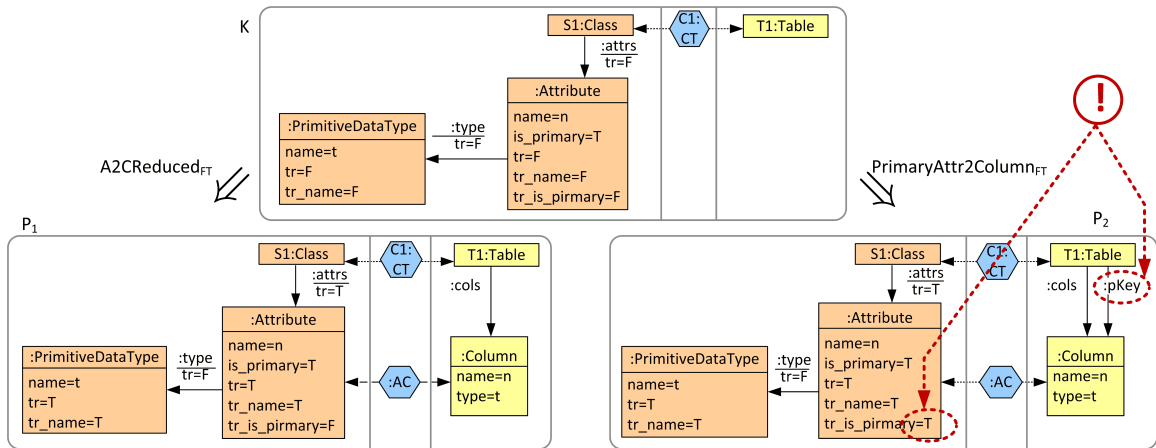 K
S1:Class
C1:
CT
T1:Table
:attrs
tr=F
:Attribute
name=n
is_primary=T
tr=F
tr_name=F
tr_is_pirmary=F
:type
tr=F
:PrimitiveDataType
name=t
tr=F
tr_name=F
!
A2CReducedFT
PrimaryAttr2ColumnFT
P1
S1:Class
C1:
CT
T1:Table
:attrs
tr=T
:cols
:Attribute
name=n
is_pirmary=T
tr=T
tr_name=T
tr_is_pirmary=F
:type
tr=F
:PrimitiveDataType
name=t
tr=T
tr_name=T
:AC
:Column
name=n
type=t
P2
S1:Class
C1:
CT
T1:Table
:attrs
tr=T
:cols
:pKey
:Attribute
name=n
is_pirmary=T
tr=T
tr_name=T
tr_is_pirmary=T
:type
tr=F
:PrimitiveDataType
name=t
tr=T
tr_name=T
:AC
:Column
name=n
type=t